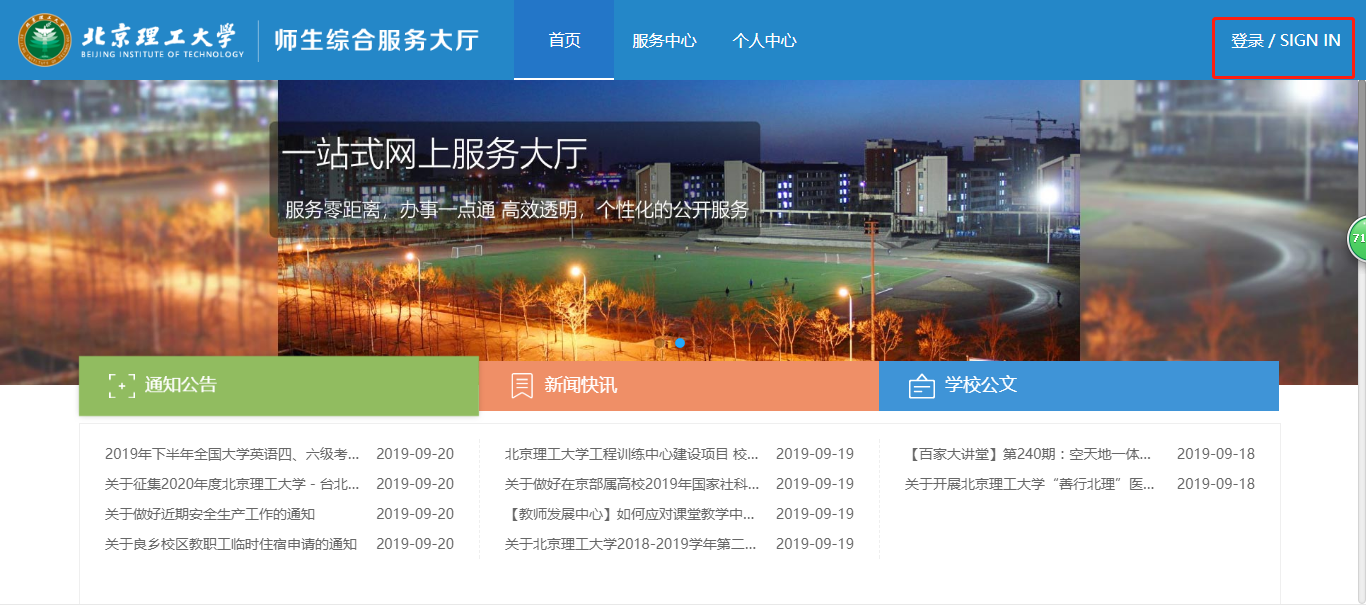 北京理工大学
BEIJING INSTITUTE OF TECHNOLOGY
师生综合服务大厅
首页
服务中心
个人中心
登录 / SIGN IN
一站式网上服务大厅
服务零距离，办事一点通 高效透明，个性化的公开服务
71
通知公告
2019年下半年全国大学英语四、六级考... 2019-09-20
关于征集2020年度北京理工大学－台北... 2019-09-20
关于做好近期安全生产工作的通知 2019-09-20
关于良乡校区教职工临时住宿申请的通知 2019-09-20
新闻快讯
北京理工大学工程训练中心建设项目 校... 2019-09-19
关于做好在京部属高校2019年国家社科... 2019-09-19
【教师发展中心】如何应对课堂教学中... 2019-09-19
关于北京理工大学2018-2019学年第二... 2019-09-19
学校公文
【百家大讲堂】第240期：空天地一体... 2019-09-18
关于开展北京理工大学“善行北理”医... 2019-09-18